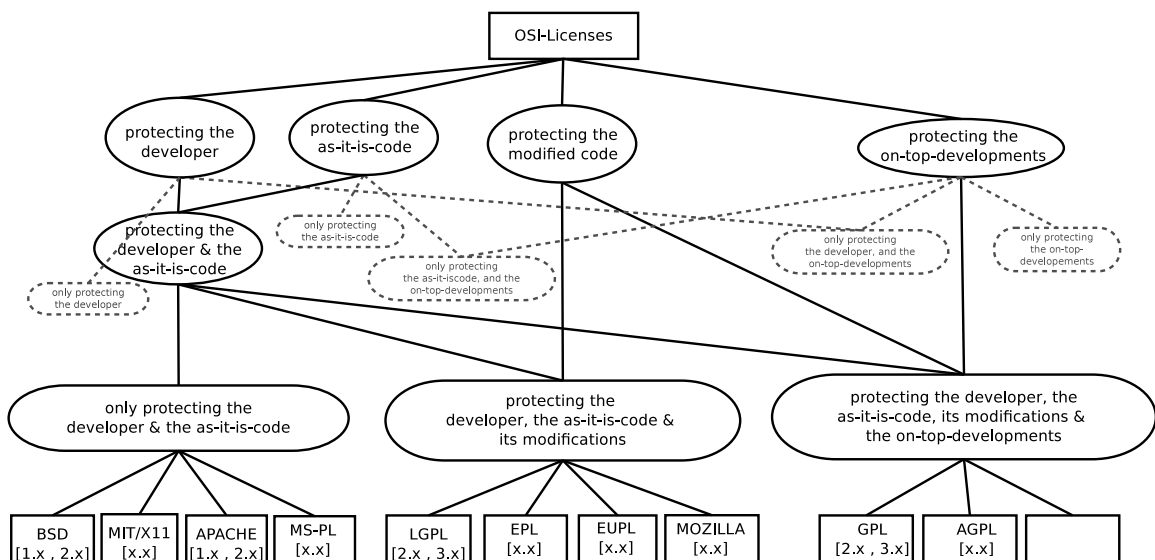 OSI-Licenses
protecting the
developer
protecting the
as-it-is-code
protecting the
modified code
protecting the
on-top-developments
only protecting
the as-it-is-code
protecting the
developer & the
as-it-is-code
only protecting
the developer
only protecting
the as-it-iscode, and the
on-top-developments
only protecting
the developer, and the
on-top-developments
only protecting
the on-top-
developements
only protecting the
developer & the as-it-is-code
protecting the
developer, the as-it-is-code &
its modifications
protecting the developer, the
as-it-is-code, its modifications &
the on-top-developments
BSD
[1.x , 2.x]
MIT/X11
[x.x]
APACHE
[1.x , 2.x]
MS-PL
[x.x]
LGPL
[2.x , 3.x]
EPL
[x.x]
EUPL
[x.x]
MOZILLA
[x.x]
GPL
[2.x , 3.x]
AGPL
[x.x]